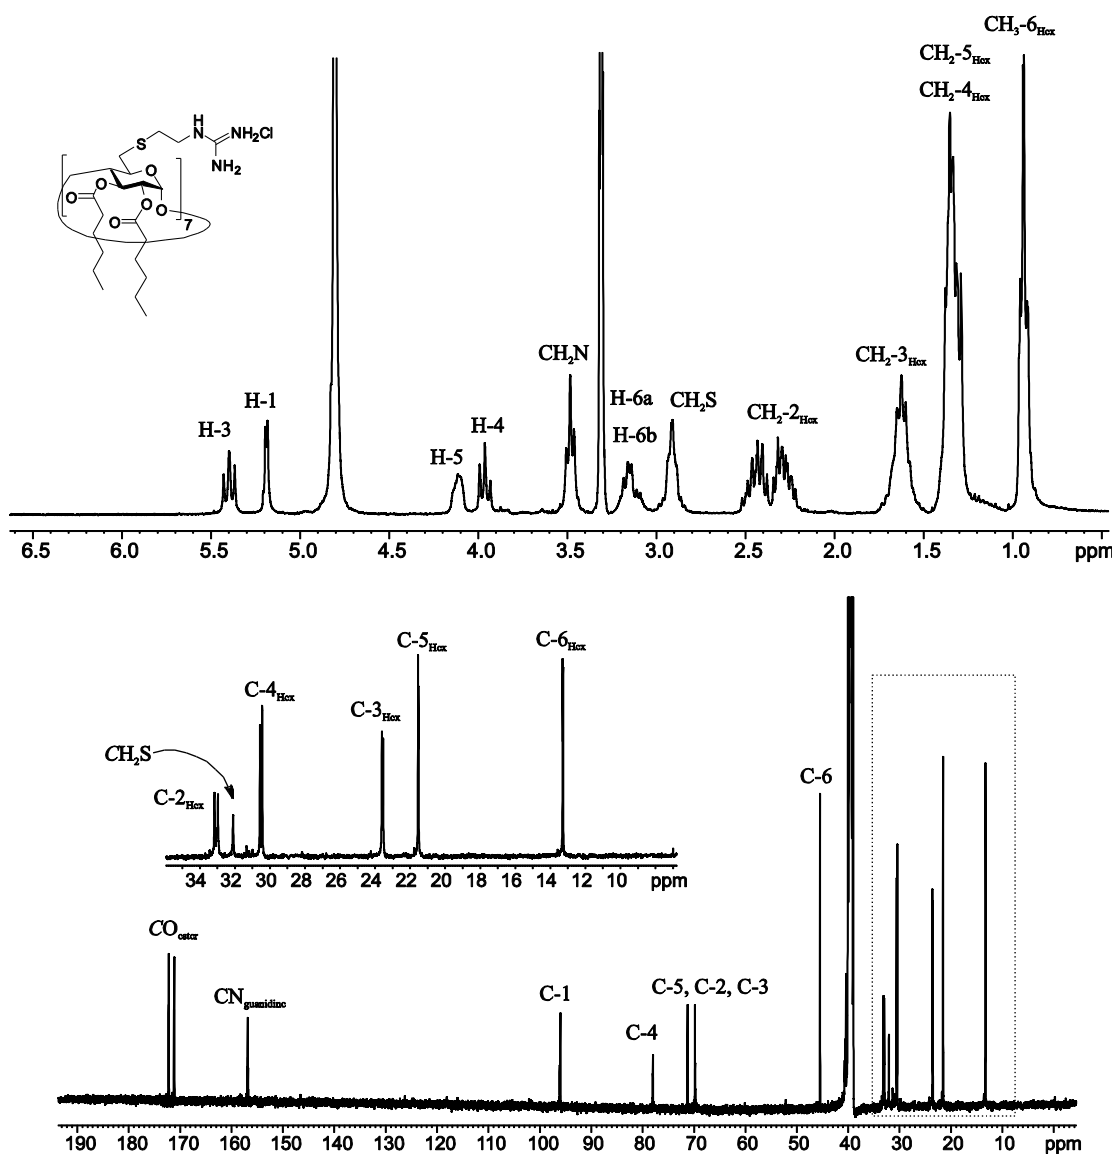 CH₃-6Hex
CH₂-5Hex
CH₂-4Hex
H
N
S
NH₂Cl
NH₂
O
O
O
O
O
O
7
CH₂N
CH₂-3Hex
H-1
H-3
H-6a
CH₂S
H-6b
CH₂-2Hex
H-4
H-5
6.5 6.0 5.5 5.0 4.5 4.0 3.5 3.0 2.5 2.0 1.5 1.0 ppm
C-5Hex
C-6Hex
C-4Hex
C-3Hex
CH₂S
C-2Hex
C-6
34 32 30 28 26 24 22 20 18 16 14 12 10 ppm
COester
CNguanidine
C-1
C-5, C-2, C-3
C-4
190 180 170 160 150 140 130 120 110 100 90 80 70 60 50 40 30 20 ppm